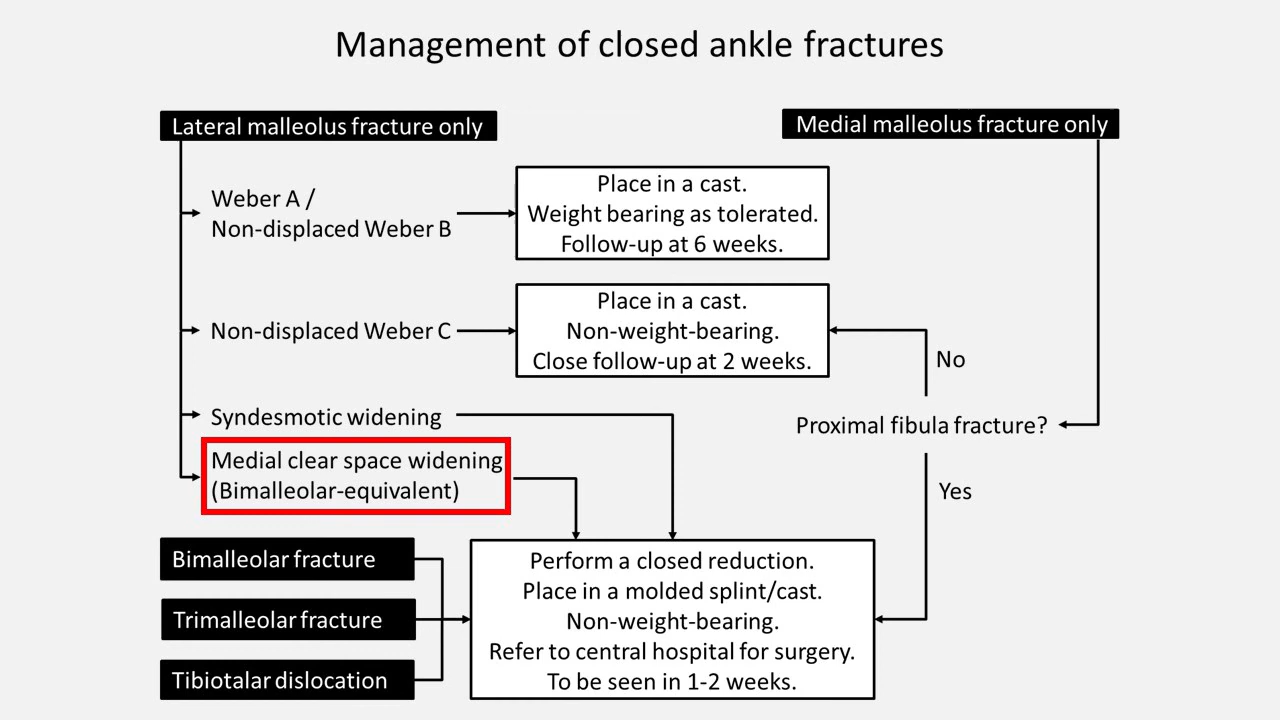 Management of closed ankle fractures
Lateral malleolus fracture only
Medial malleolus fracture only
Weber A /
Non-displaced Weber B
Place in a cast.
Weight bearing as tolerated.
Follow-up at 6 weeks.
Non-displaced Weber C
Place in a cast.
Non-weight-bearing.
Close follow-up at 2 weeks.
No
Proximal fibula fracture?
Yes
Syndesmotic widening
Medial clear space widening
(Bimalleolar-equivalent)
Bimalleolar fracture
Trimalleolar fracture
Tibiotalar dislocation
Perform a closed reduction.
Place in a molded splint/cast.
Non-weight-bearing.
Refer to central hospital for surgery.
To be seen in 1-2 weeks.